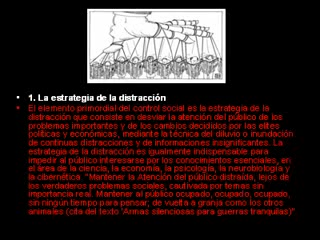 • 1. La estrategia de la distracción
• El elemento primordial del control social es la estrategia de la
distracción que consiste en desviar la atención del público de los
problemas importantes y de los cambios decididos por las elites
políticas y económicas, mediante la técnica del diluvio o inundación
de continuas distracciones y de informaciones insignificantes. La
estrategia de la distracción es igualmente indispensable para
impedir al público interesarse por los conocimientos esenciales, en
el área de la ciencia, la economía, la psicología, la neurobiología y
la cibernética. "Mantener la Atención del público distraída, lejos de
los verdaderos problemas sociales, cautivada por temas sin
importancia real. Mantener al público ocupado, ocupado, ocupado,
sin ningún tiempo para pensar; de vuelta a granja como los otros
animales (cita del texto 'Armas silenciosas para guerras tranquilas)"